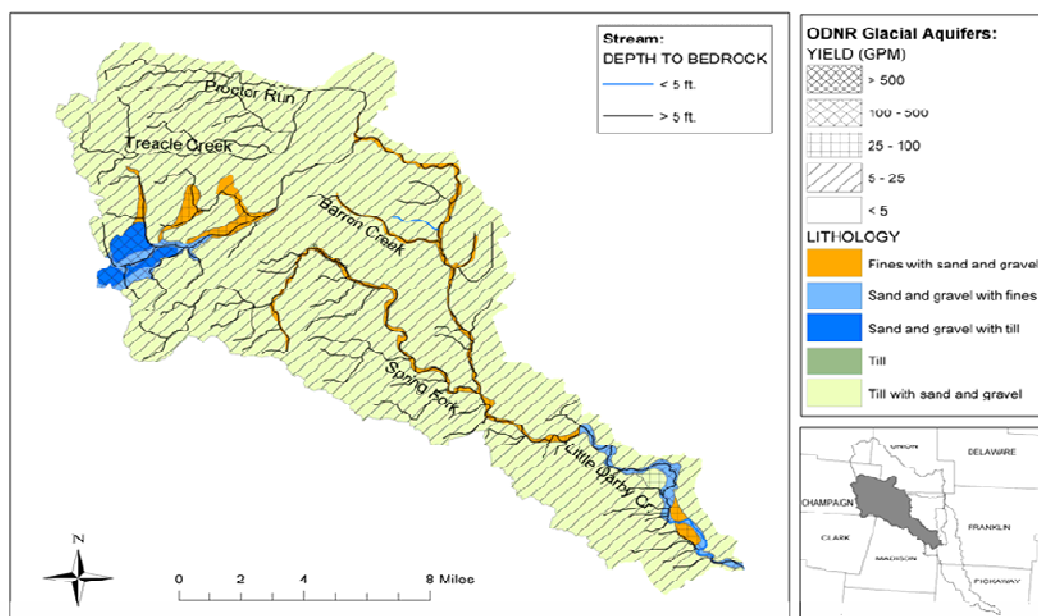 Proctor Run
Treacle Creek
Barron Creek
Spring Fork
Little Darby Cr
N
0 2 4 8 Miles
Stream:
DEPTH TO BEDROCK
< 5 ft.
> 5 ft.
ODNR Glacial Aquifers:
YIELD (GPM)
> 500
100 - 500
25 - 100
5 - 25
< 5
LITHOLOGY
Fines with sand and gravel
Sand and gravel with fines
Sand and gravel with till
Till
Till with sand and gravel
UNION
DELAWARE
CHAMPAGN
FRANKLIN
CLARK
MADISON
PICKAWAY